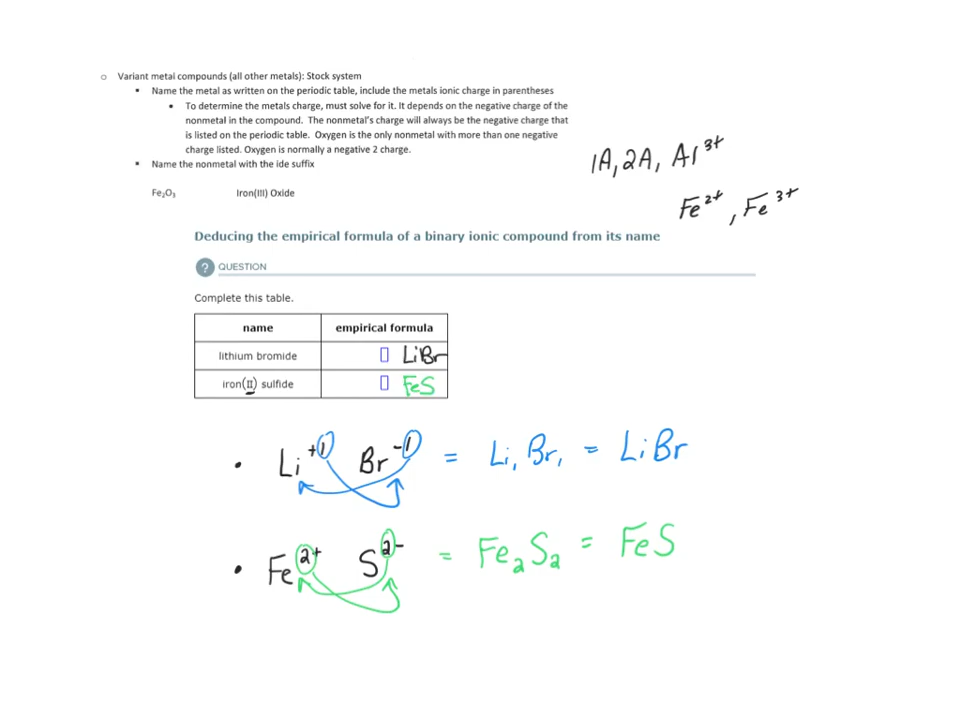 o Variant metal compounds (all other metals): Stock system
▪ Name the metal as written on the periodic table, include the metals ionic charge in parentheses
• To determine the metals charge, must solve for it. It depends on the negative charge of the
nonmetal in the compound. The nonmetal's charge will always be the negative charge that
is listed on the periodic table. Oxygen is the only nonmetal with more than one negative
charge listed. Oxygen is normally a negative 2 charge.
▪ Name the nonmetal with the ide suffix
1A, 2A, Al³⁺
Fe₂O₃ Iron(III) Oxide
Fe²⁺, Fe³⁺
Deducing the empirical formula of a binary ionic compound from its name
? QUESTION
Complete this table.
name empirical formula
lithium bromide LiBr
iron(II) sulfide FeS
• Li⁺¹ Br⁻¹ = Li₁Br₁ = LiBr
• Fe²⁺ S²⁻ = Fe₂S₂ = FeS